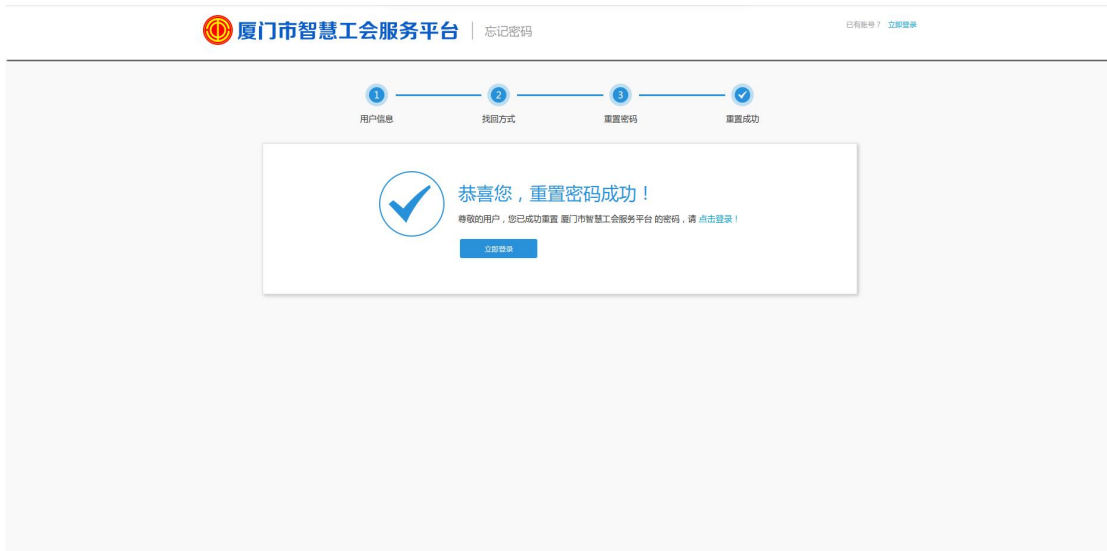 厦门市智慧工会服务平台 忘记密码 已有账号？ 立即登录
1 2 3
用户信息 找回方式 重置密码 重置成功
恭喜您，重置密码成功！
尊敬的用户，您已成功重置 厦门市智慧工会服务平台 的密码，请 点击登录！
立即登录